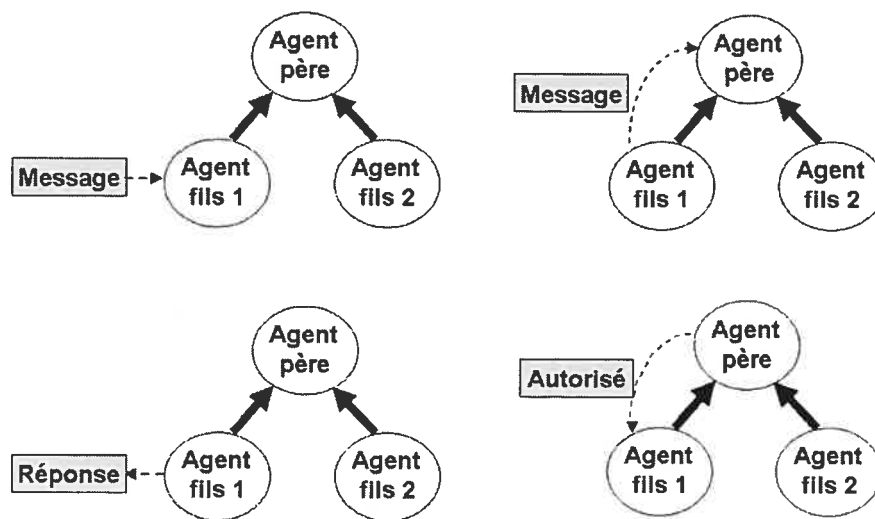 Agent
père
Message
Agent
fils 1
Agent
fils 2
Agent
père
Message
Agent
fils 1
Agent
fils 2
Agent
père
Réponse
Agent
fils 1
Agent
fils 2
Agent
père
Autorisé
Agent
fils 1
Agent
fils 2